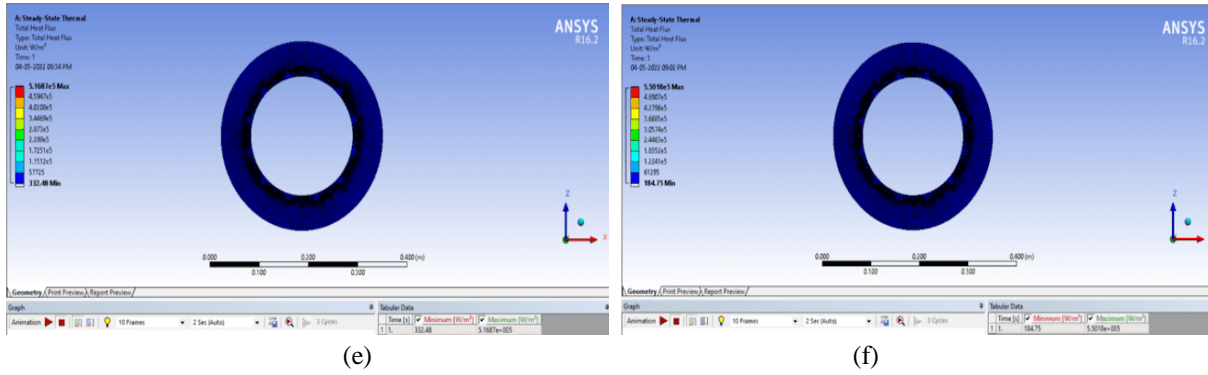 A: Steady-State Thermal
Total Heat Flux
Type: Total Heat Flux
Unit: W/m²
Time: 1
04-05-2022 08:54 PM
5.1687e5 Max
4.5947e5
4.0208e5
3.4469e5
2.873e5
2.299e5
1.7251e5
1.1512e5
57725
332.48 Min
ANSYS
R16.2
Z
X
0.000 0.200 0.400 (m)
0.100 0.300
Geometry Print Preview Report Preview
Graph
Animation 10 Frames 2 Sec (Auto) 3 Cycles
Tabular Data
Time [s] Minimum [W/m²] Maximum [W/m²]
1 1. 332.48 5.1687e+005
(e)
A: Steady-State Thermal
Total Heat Flux
Type: Total Heat Flux
Unit: W/m²
Time: 1
04-05-2022 09:02 PM
5.5018e5 Max
4.8907e5
4.2796e5
3.6685e5
3.0574e5
2.4463e5
1.8352e5
1.2241e5
61295
184.75 Min
ANSYS
R16.2
Z
X
0.000 0.200 0.400 (m)
0.100 0.300
Geometry Print Preview Report Preview
Graph
Animation 10 Frames 2 Sec (Auto) 3 Cycles
Tabular Data
Time [s] Minimum [W/m²] Maximum [W/m²]
1 1. 184.75 5.5018e+005
(f)